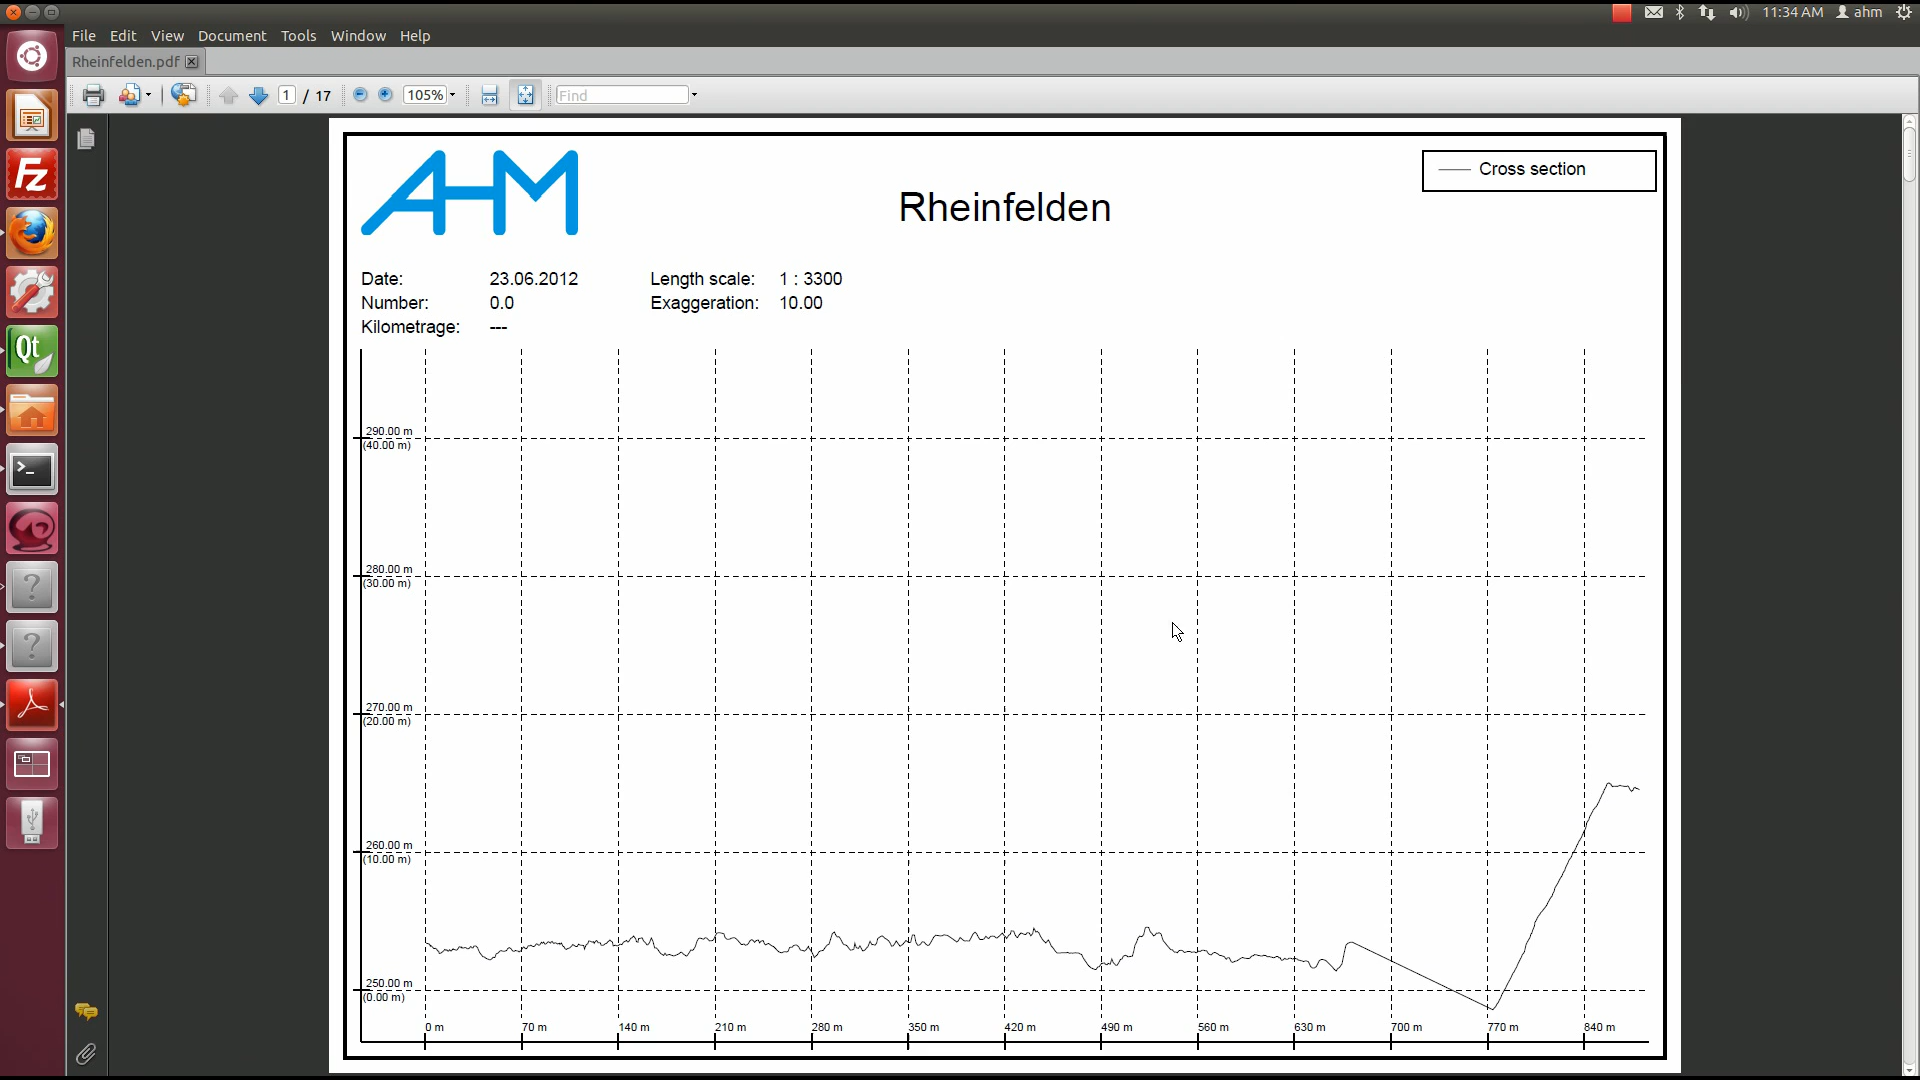 11:34 AM ahm
File Edit View Document Tools Window Help
Rheinfelden.pdf
1 / 17 105% Find
AHM
Rheinfelden
Cross section
Date: 23.06.2012 Length scale: 1 : 3300
Number: 0.0 Exaggeration: 10.00
Kilometrage: ---
290.00 m
(40.00 m)
280.00 m
(30.00 m)
270.00 m
(20.00 m)
260.00 m
(10.00 m)
250.00 m
(0.00 m)
0 m 70 m 140 m 210 m 280 m 350 m 420 m 490 m 560 m 630 m 700 m 770 m 840 m
Fz
Qt
>_
?
?